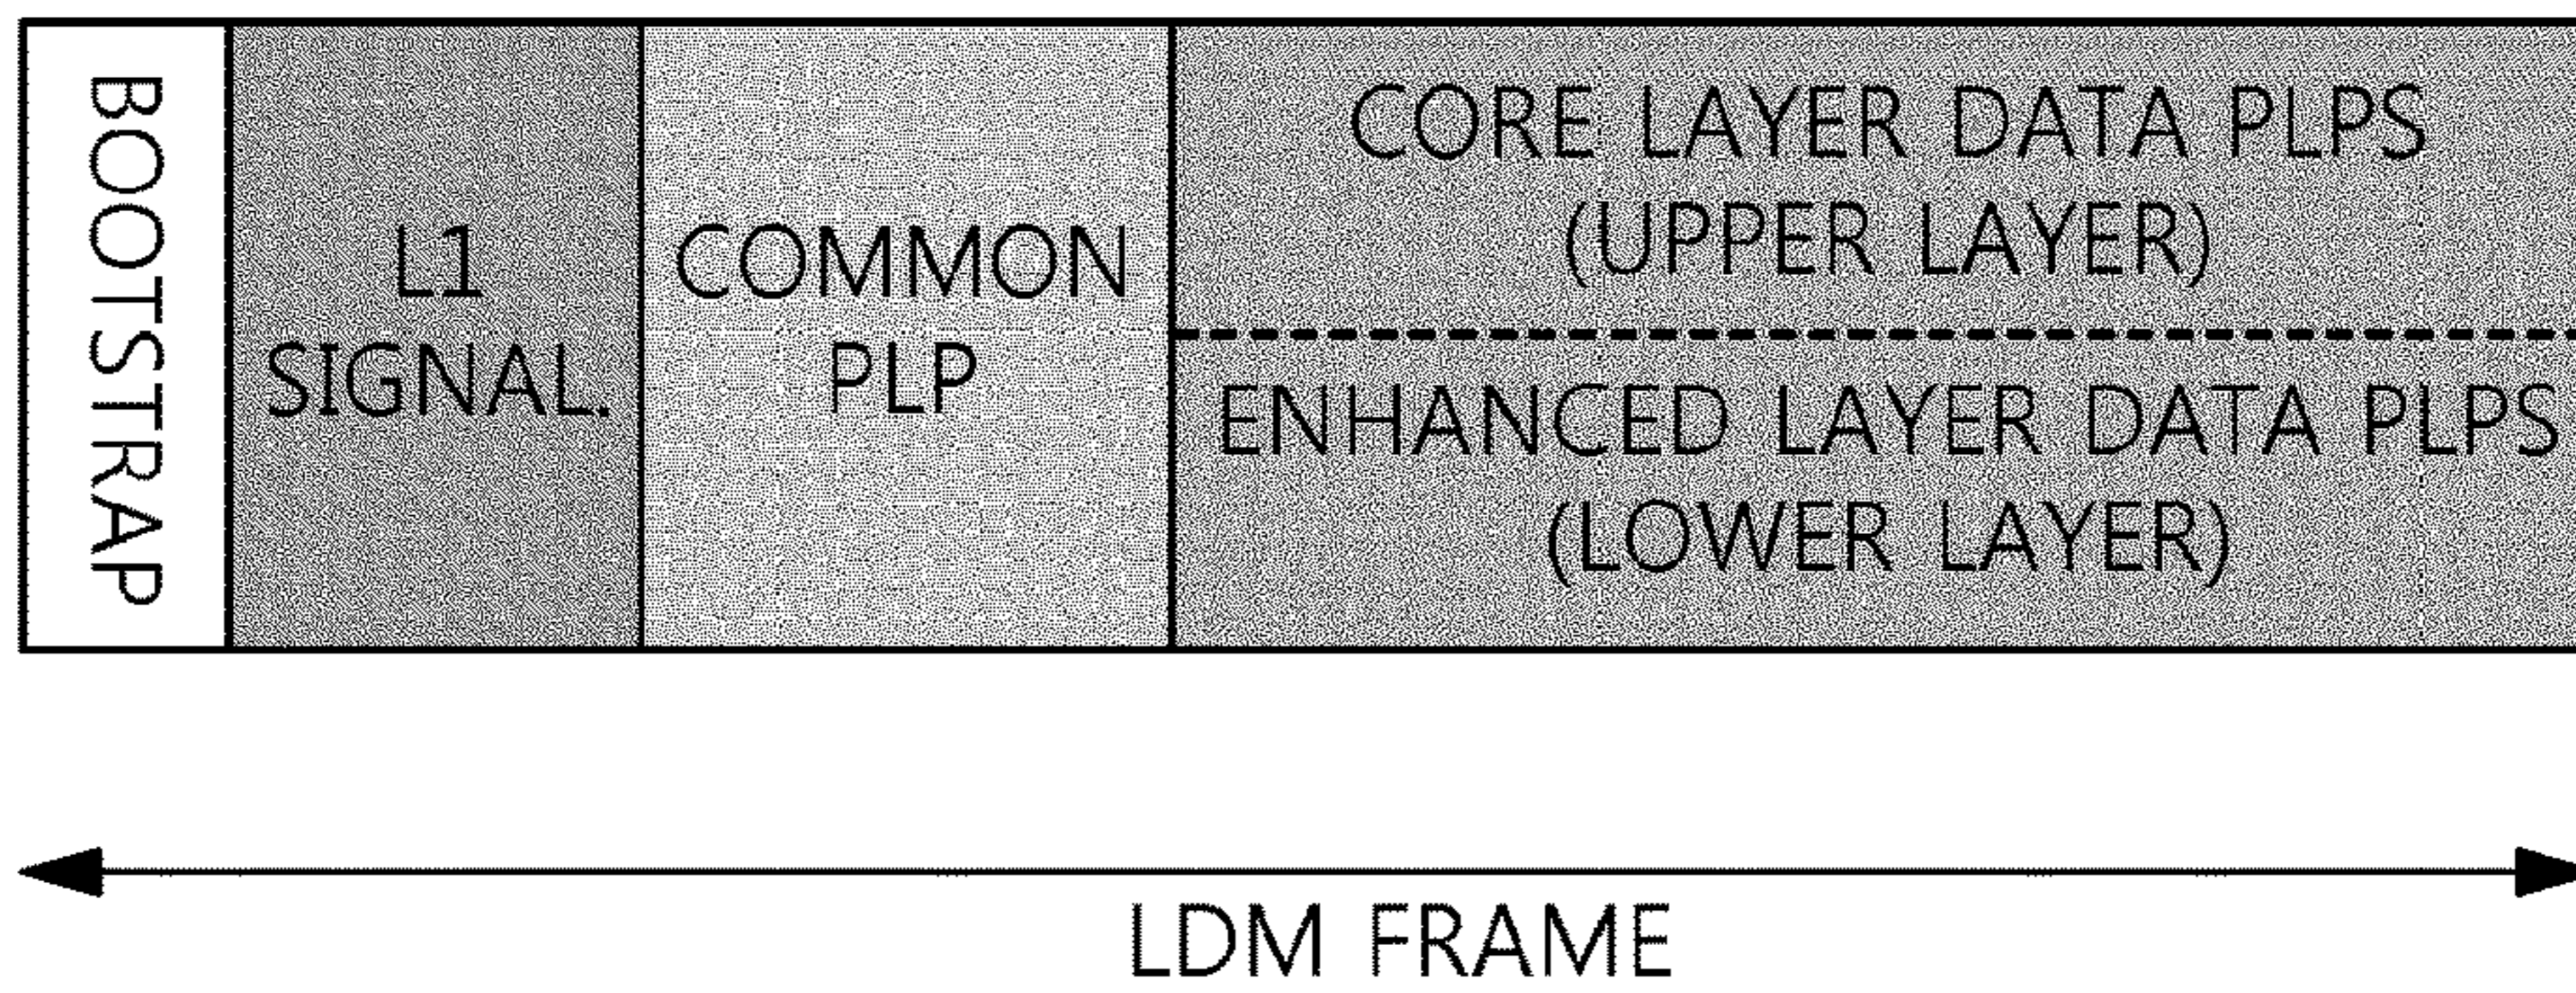 BOOTSTRAP
L1
SIGNAL.
COMMON
PLP
CORE LAYER DATA PLPS
(UPPER LAYER)
ENHANCED LAYER DATA PLPS
(LOWER LAYER)
LDM FRAME